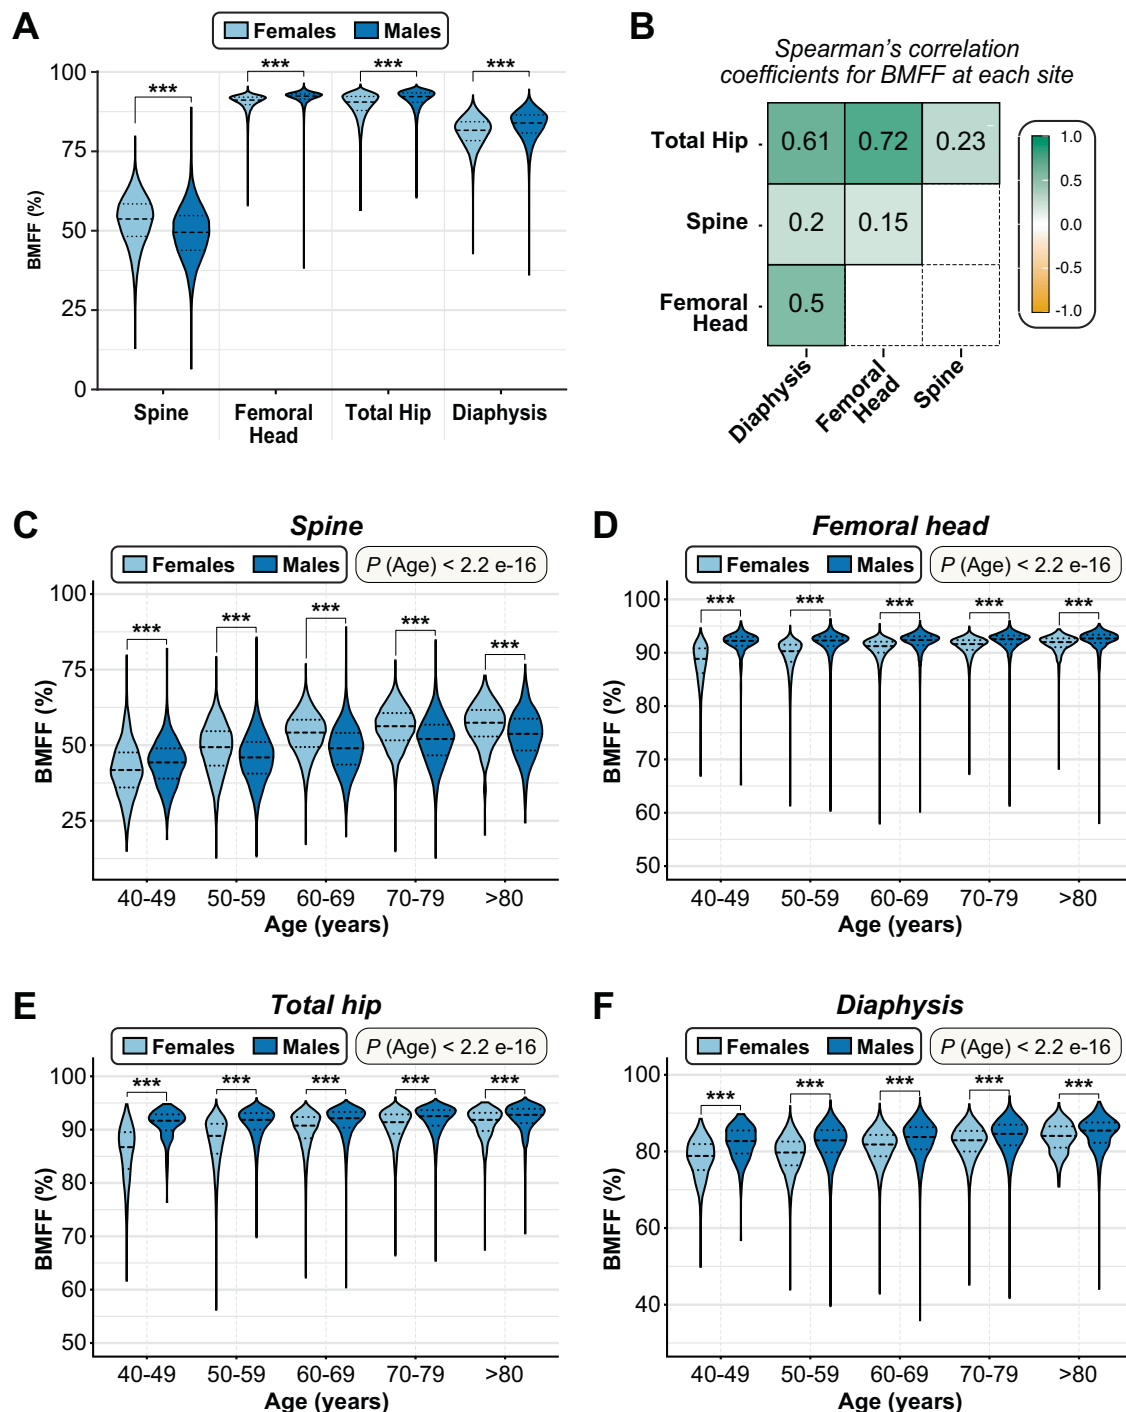 A
Females Males
100
75
50
25
0
BMFF (%)
***
***
***
***
Spine
Femoral
Head
Total Hip
Diaphysis
B
Spearman's correlation
coefficients for BMFF at each site
Total Hip
0.61 0.72 0.23
Spine
0.2 0.15
Femoral
Head
0.5
Diaphysis
Femoral
Head
Spine
1.0
0.5
0.0
-0.5
-1.0
C
Spine
Females Males
P (Age) < 2.2 e-16
100
75
50
25
BMFF (%)
***
***
***
***
***
40-49 50-59 60-69 70-79 >80
Age (years)
D
Femoral head
Females Males
P (Age) < 2.2 e-16
100
90
80
70
60
50
BMFF (%)
***
***
***
***
***
40-49 50-59 60-69 70-79 >80
Age (years)
E
Total hip
Females Males
P (Age) < 2.2 e-16
100
90
80
70
60
50
BMFF (%)
***
***
***
***
***
40-49 50-59 60-69 70-79 >80
Age (years)
F
Diaphysis
Females Males
P (Age) < 2.2 e-16
100
80
60
40
BMFF (%)
***
***
***
***
***
40-49 50-59 60-69 70-79 >80
Age (years)